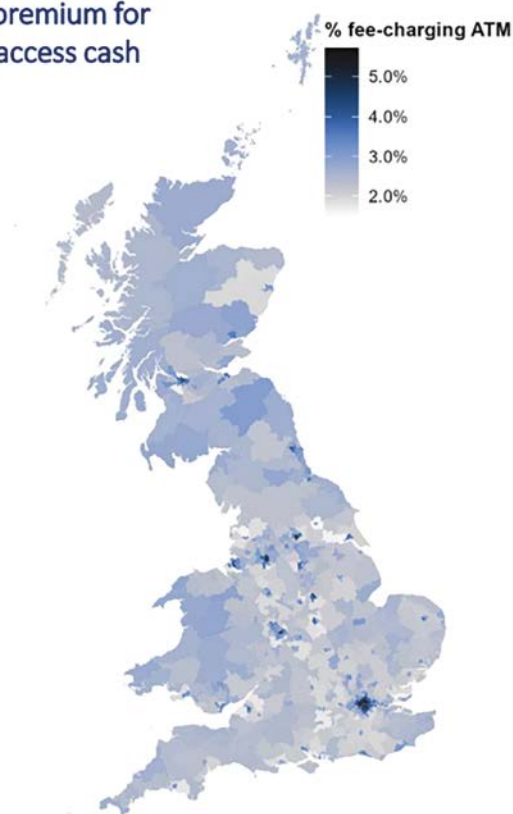 premium for
access cash
% fee-charging ATM
5.0%
4.0%
3.0%
2.0%